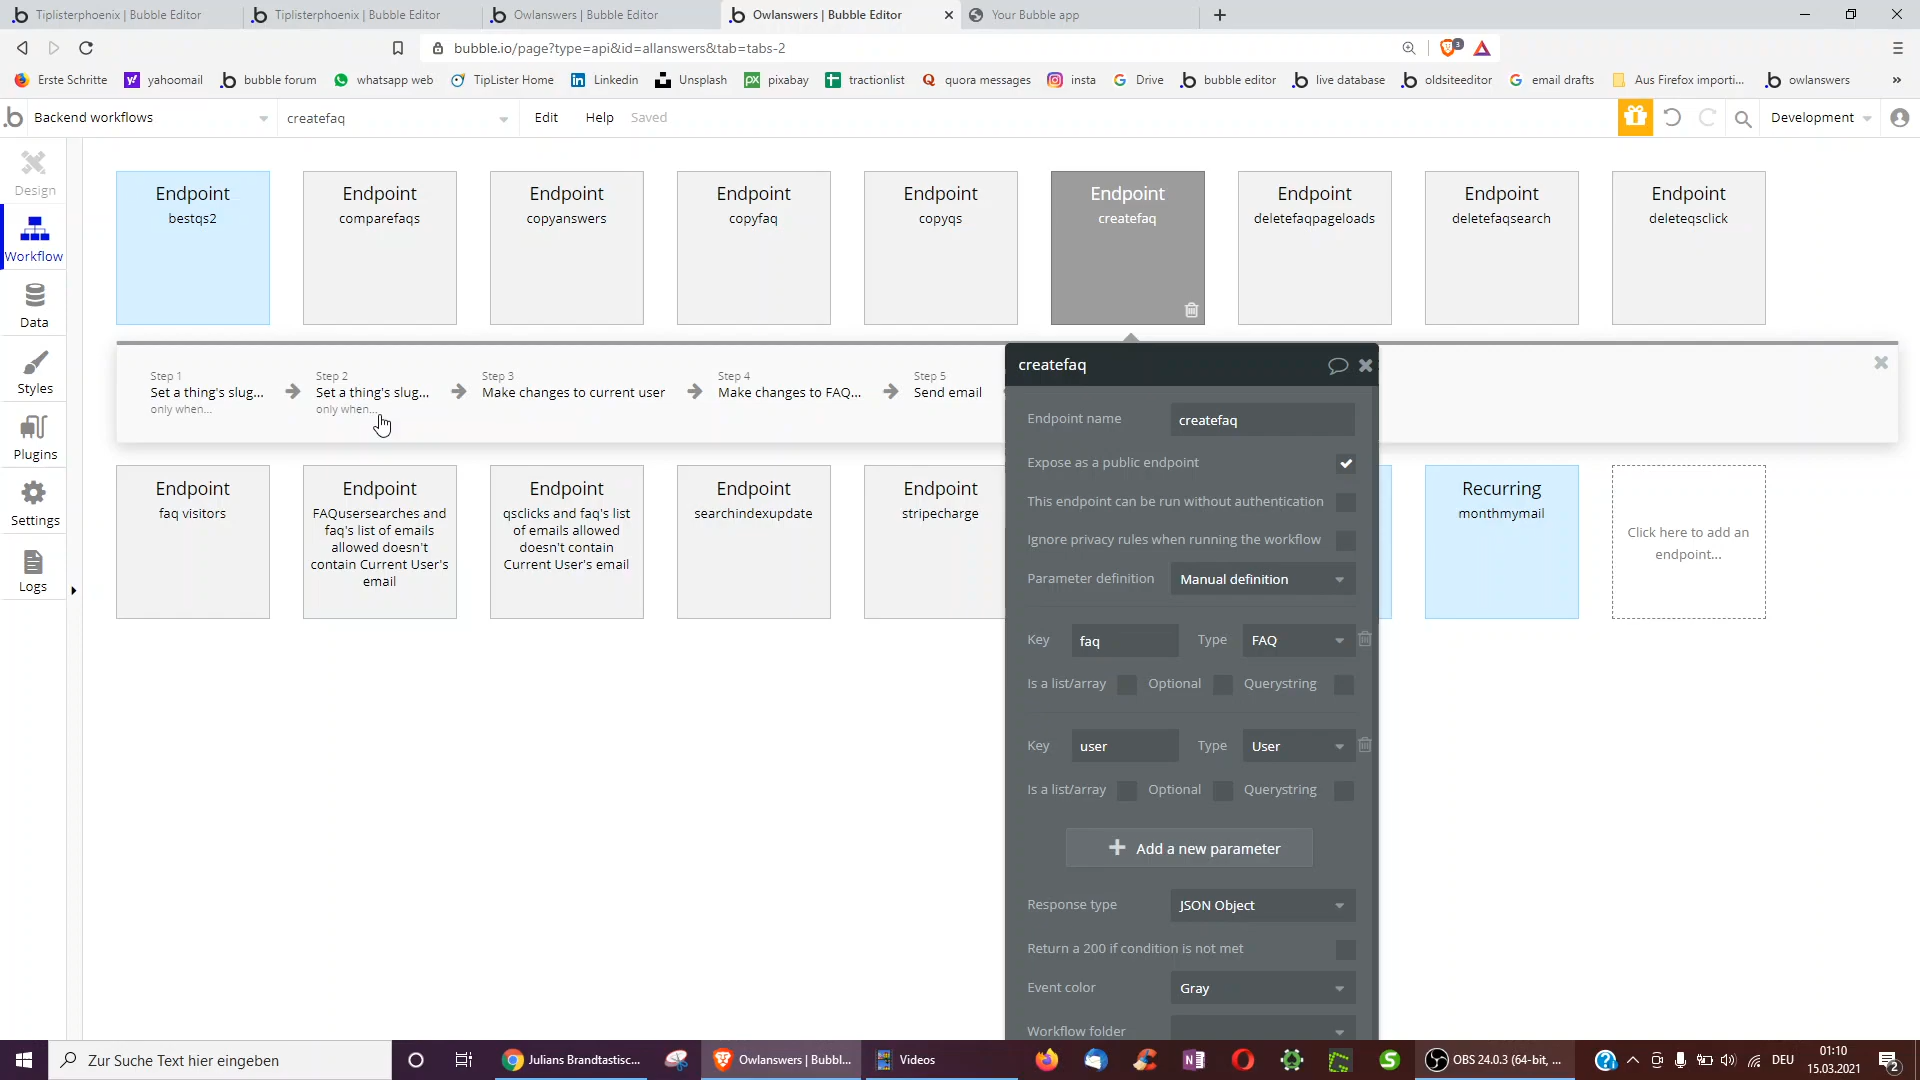 Tiplisterphoenix | Bubble Editor
Tiplisterphoenix | Bubble Editor
Owlanswers | Bubble Editor
Owlanswers | Bubble Editor
Your Bubble app
bubble.io/page?type=api&id=allanswers&tab=tabs-2
3
Erste Schritte
yahoomail
bubble forum
whatsapp web
TipLister Home
Linkedin
Unsplash
pixabay
tractionlist
quora messages
insta
Drive
bubble editor
live database
oldsiteeditor
email drafts
Aus Firefox importi...
owlanswers
Backend workflows
createfaq
Edit
Help
Saved
Development
Design
Workflow
Data
Styles
Plugins
Settings
Logs
Endpoint
bestqs2
Endpoint
comparefaqs
Endpoint
copyanswers
Endpoint
copyfaq
Endpoint
copyqs
Endpoint
createfaq
Endpoint
deletefaqpageloads
Endpoint
deletefaqsearch
Endpoint
deleteqsclick
Step 1
Set a thing's slug...
only when...
Step 2
Set a thing's slug...
only when...
Step 3
Make changes to current user
Step 4
Make changes to FAQ...
Step 5
Send email
Endpoint
faq visitors
Endpoint
FAQusersearches and
faq's list of emails
allowed doesn't
contain Current User's
email
Endpoint
qsclicks and faq's list
of emails allowed
doesn't contain
Current User's email
Endpoint
searchindexupdate
Endpoint
stripecharge
Recurring
monthmymail
Click here to add an
endpoint...
createfaq
Endpoint name
createfaq
Expose as a public endpoint
This endpoint can be run without authentication
Ignore privacy rules when running the workflow
Parameter definition
Manual definition
Key
faq
Type
FAQ
Is a list/array
Optional
Querystring
Key
user
Type
User
Is a list/array
Optional
Querystring
Add a new parameter
Response type
JSON Object
Return a 200 if condition is not met
Event color
Gray
Workflow folder
Zur Suche Text hier eingeben
Julians Brandtastisc...
Owlanswers | Bubbl...
Videos
OBS 24.0.3 (64-bit, ...
DEU
01:10
15.03.2021
2